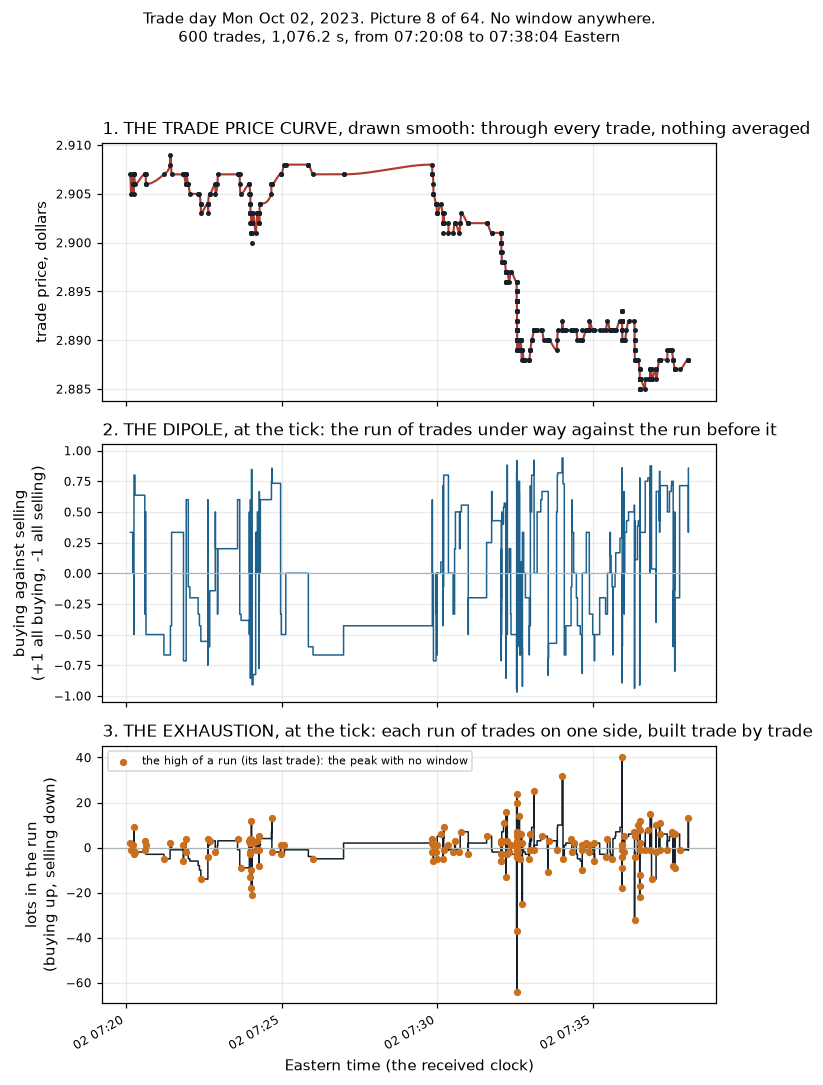 Trade day Mon Oct 02, 2023. Picture 8 of 64. No window anywhere.
600 trades, 1,076.2 s, from 07:20:08 to 07:38:04 Eastern
1. THE TRADE PRICE CURVE, drawn smooth: through every trade, nothing averaged
trade price, dollars
2.910
2.905
2.900
2.895
2.890
2.885
2. THE DIPOLE, at the tick: the run of trades under way against the run before it
buying against selling
(+1 all buying, -1 all selling)
1.00
0.75
0.50
0.25
0.00
−0.25
−0.50
−0.75
−1.00
3. THE EXHAUSTION, at the tick: each run of trades on one side, built trade by trade
the high of a run (its last trade): the peak with no window
lots in the run
(buying up, selling down)
40
20
0
−20
−40
−60
02 07:20
02 07:25
02 07:30
02 07:35
Eastern time (the received clock)